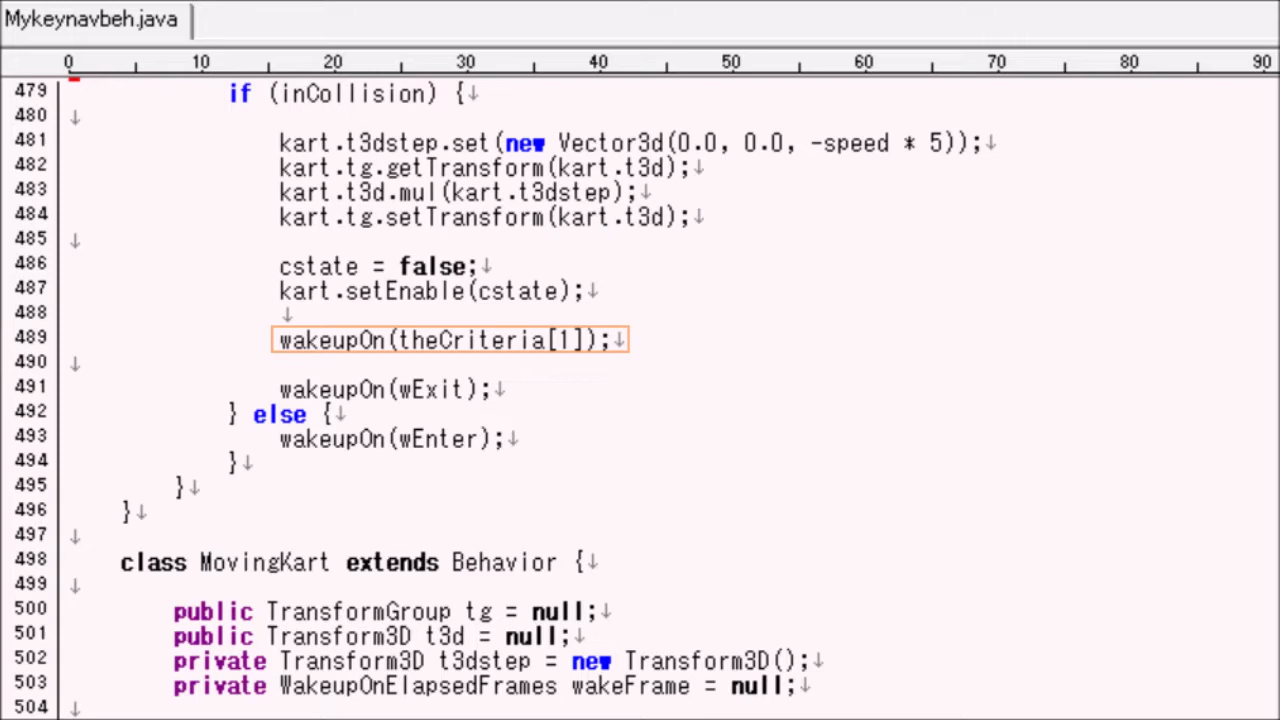 Mykeynavbeh.java
0 10 20 30 40 50 60 70 80 90
479 if (inCollision) {↓
480 ↓
481 kart.t3dstep.set(new Vector3d(0.0, 0.0, -speed * 5));↓
482 kart.tg.getTransform(kart.t3d);↓
483 kart.t3d.mul(kart.t3dstep);↓
484 kart.tg.setTransform(kart.t3d);↓
485 ↓
486 cstate = false;↓
487 kart.setEnable(cstate);↓
488 ↓
489 wakeupOn(theCriteria[1]);↓
490 ↓
491 wakeupOn(wExit);↓
492 } else {↓
493 wakeupOn(wEnter);↓
494 }↓
495 }↓
496 }↓
497 ↓
498 class MovingKart extends Behavior {↓
499 ↓
500 public TransformGroup tg = null;↓
501 public Transform3D t3d = null;↓
502 private Transform3D t3dstep = new Transform3D();↓
503 private WakeupOnElapsedFrames wakeFrame = null;↓
504 ↓